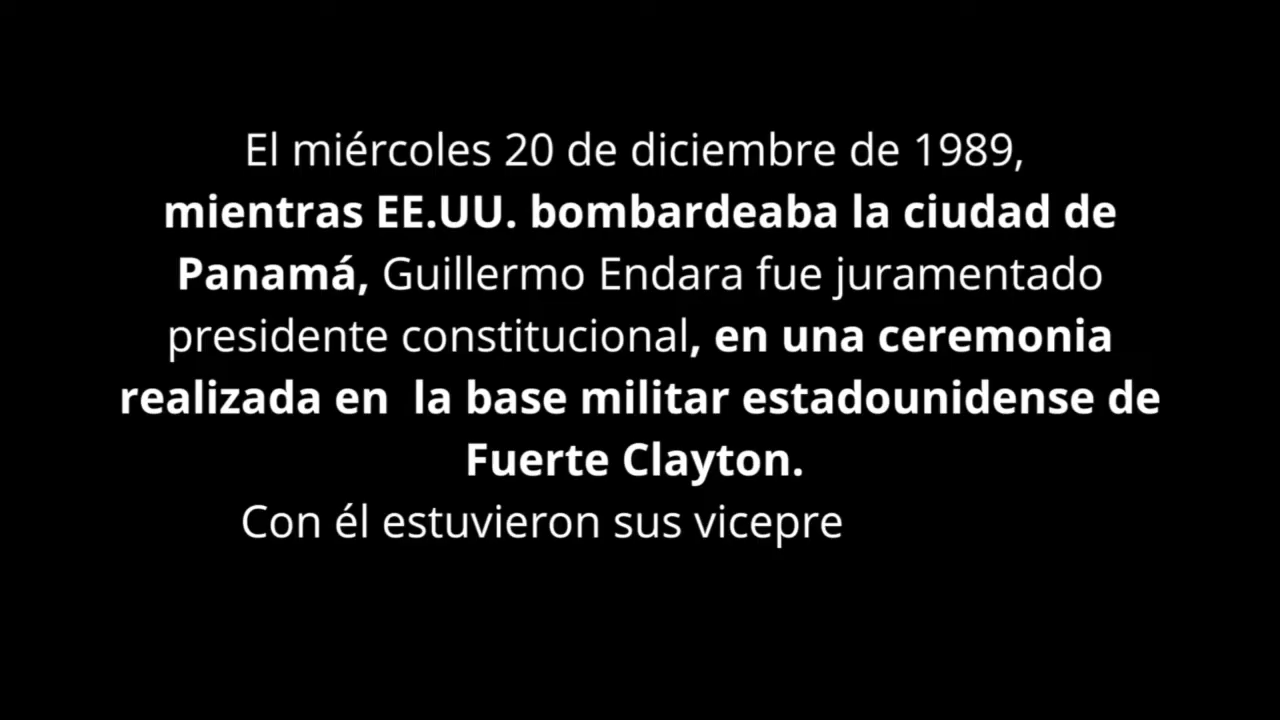 El miércoles 20 de diciembre de 1989,
mientras EE.UU. bombardeaba la ciudad de
Panamá, Guillermo Endara fue juramentado
presidente constitucional, en una ceremonia
realizada en  la base militar estadounidense de
Fuerte Clayton.
Con él estuvieron sus vicepre